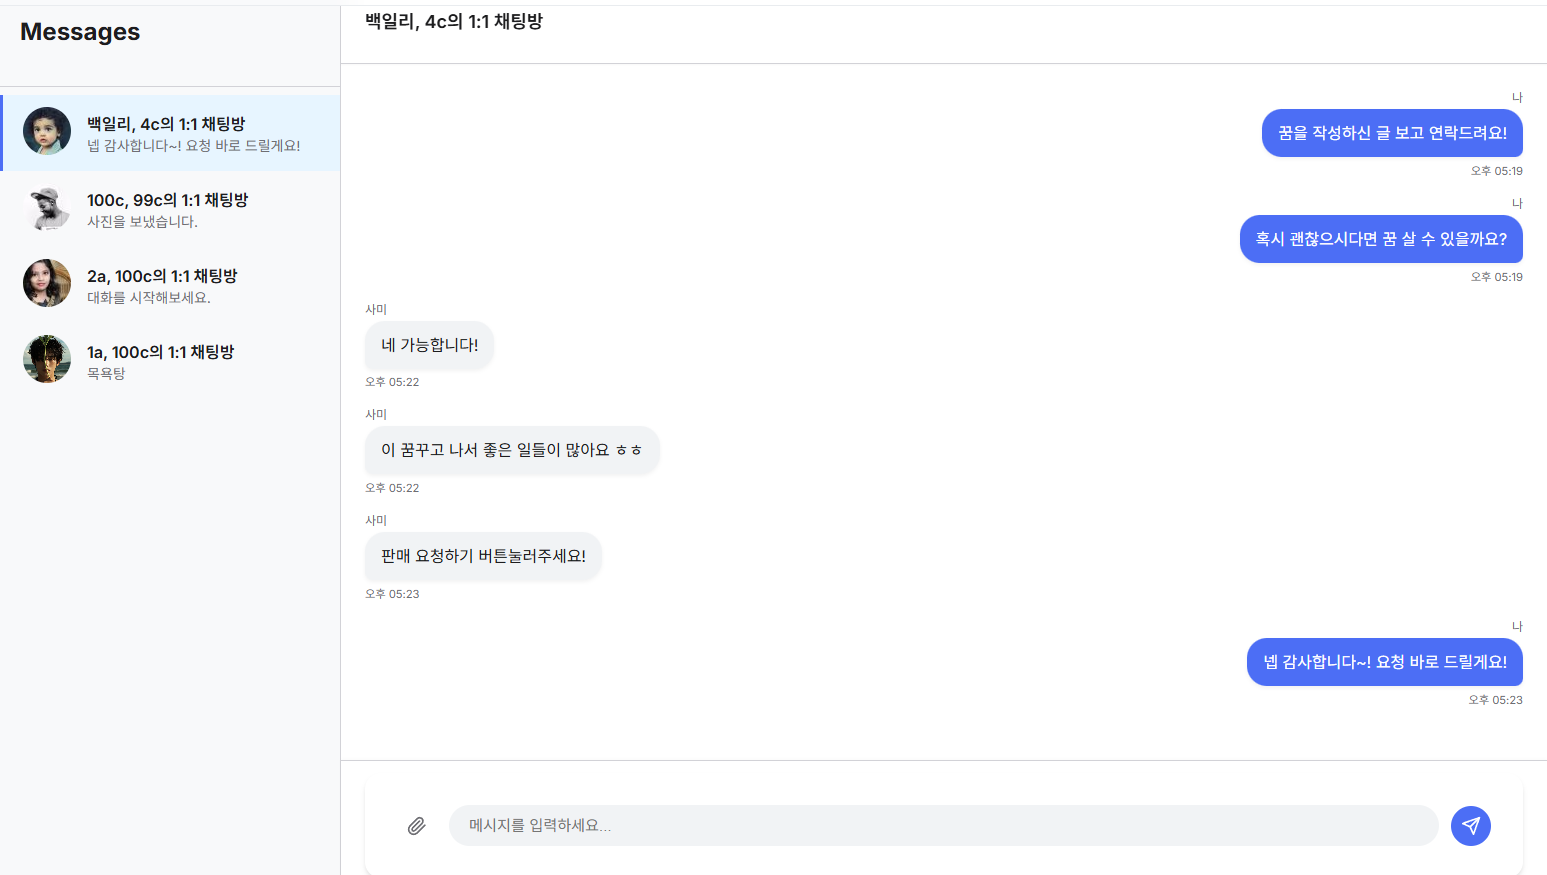 Messages
백일리, 4c의 1:1 채팅방
넵 감사합니다~! 요청 바로 드릴게요!
100c, 99c의 1:1 채팅방
사진을 보냈습니다.
2a, 100c의 1:1 채팅방
대화를 시작해보세요.
1a, 100c의 1:1 채팅방
목욕탕
백일리, 4c의 1:1 채팅방
나
꿈을 작성하신 글 보고 연락드려요!
오후 05:19
나
혹시 괜찮으시다면 꿈 살 수 있을까요?
오후 05:19
사미
네 가능합니다!
오후 05:22
사미
이 꿈꾸고 나서 좋은 일들이 많아요 ㅎㅎ
오후 05:22
사미
판매 요청하기 버튼눌러주세요!
오후 05:23
나
넵 감사합니다~! 요청 바로 드릴게요!
오후 05:23
메시지를 입력하세요...